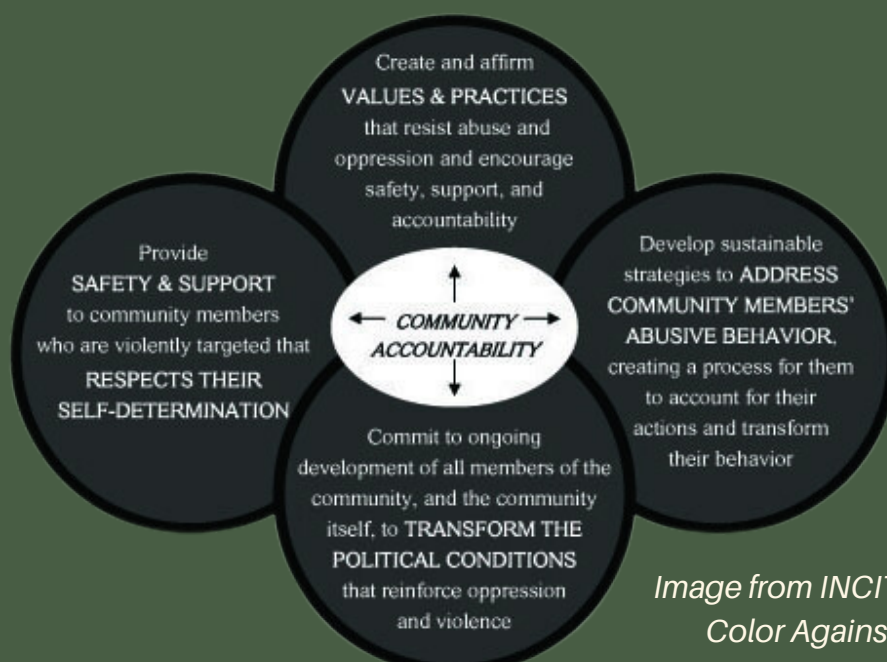 Create and affirm
VALUES & PRACTICES
that resist abuse and
oppression and encourage
safety, support, and
accountability
Provide
SAFETY & SUPPORT
to community members
who are violently targeted that
RESPECTS THEIR
SELF-DETERMINATION
COMMUNITY
ACCOUNTABILITY
Develop sustainable
strategies to ADDRESS
COMMUNITY MEMBERS'
ABUSIVE BEHAVIOR,
creating a process for them
to account for their
actions and transform
their behavior
Commit to ongoing
development of all members of the
community, and the community
itself, to TRANSFORM THE
POLITICAL CONDITIONS
that reinforce oppression
and violence
Image from
Color